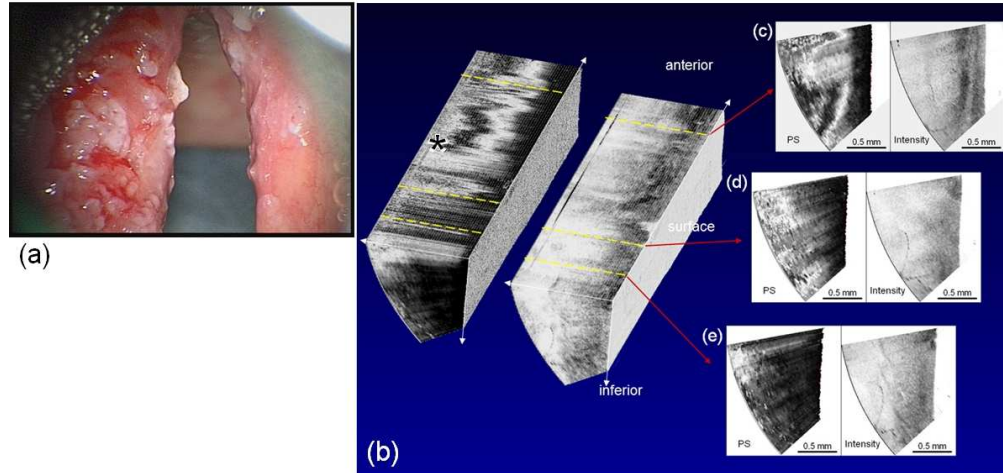 (a)
(b)
*
anterior
surface
inferior
(c)
PS
0.5 mm
Intensity
0.5 mm
(d)
PS
0.5 mm
Intensity
0.5 mm
(e)
PS
0.5 mm
Intensity
0.5 mm